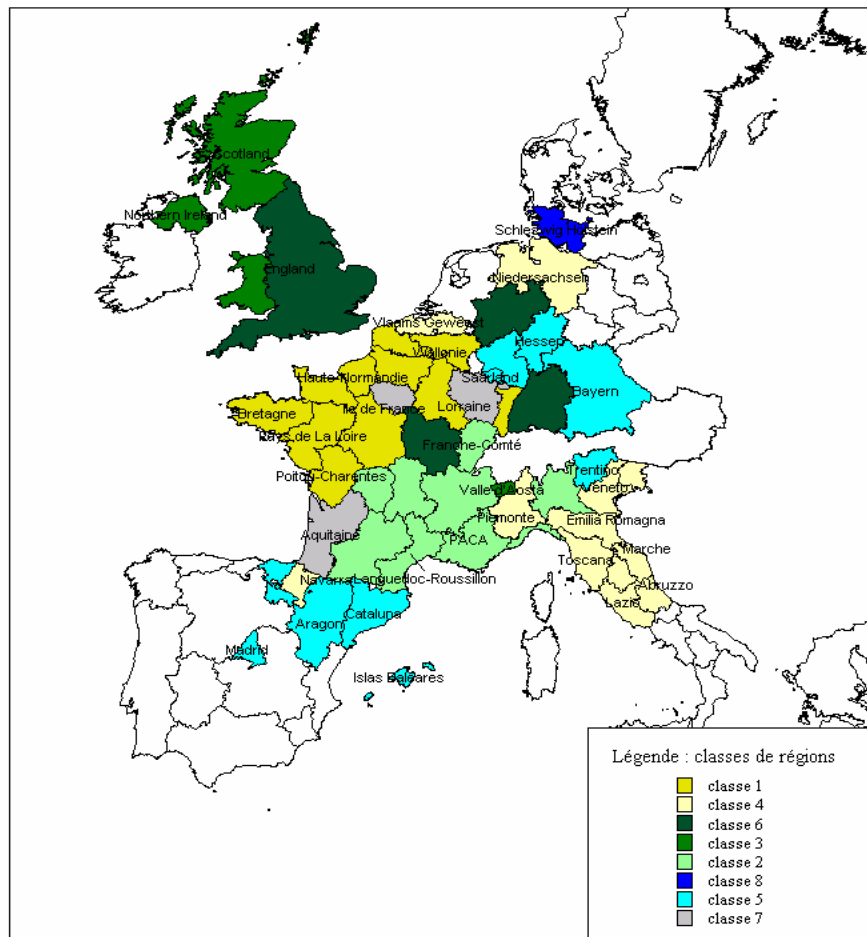 Scotland
Northern Ireland
England
Schleswig Holstein
Niedersachsen
Vlaams Gewest
Wallonie
Hessen
Haute-Normandie
Saarland
Ile de France
Lorraine
Bayern
Bretagne
Pays de La Loire
Franche-Comté
Poitou-Charentes
Trentino
Valle d'Aosta
Veneto
Piemonte
Emilia Romagna
Aquitaine
PACA
Marche
Toscana
Navarra
Languedoc-Roussillon
Abruzzo
Lazio
Cataluna
Aragon
Madrid
Islas Baleares
Légende : classes de régions
classe 1
classe 4
classe 6
classe 3
classe 2
classe 8
classe 5
classe 7